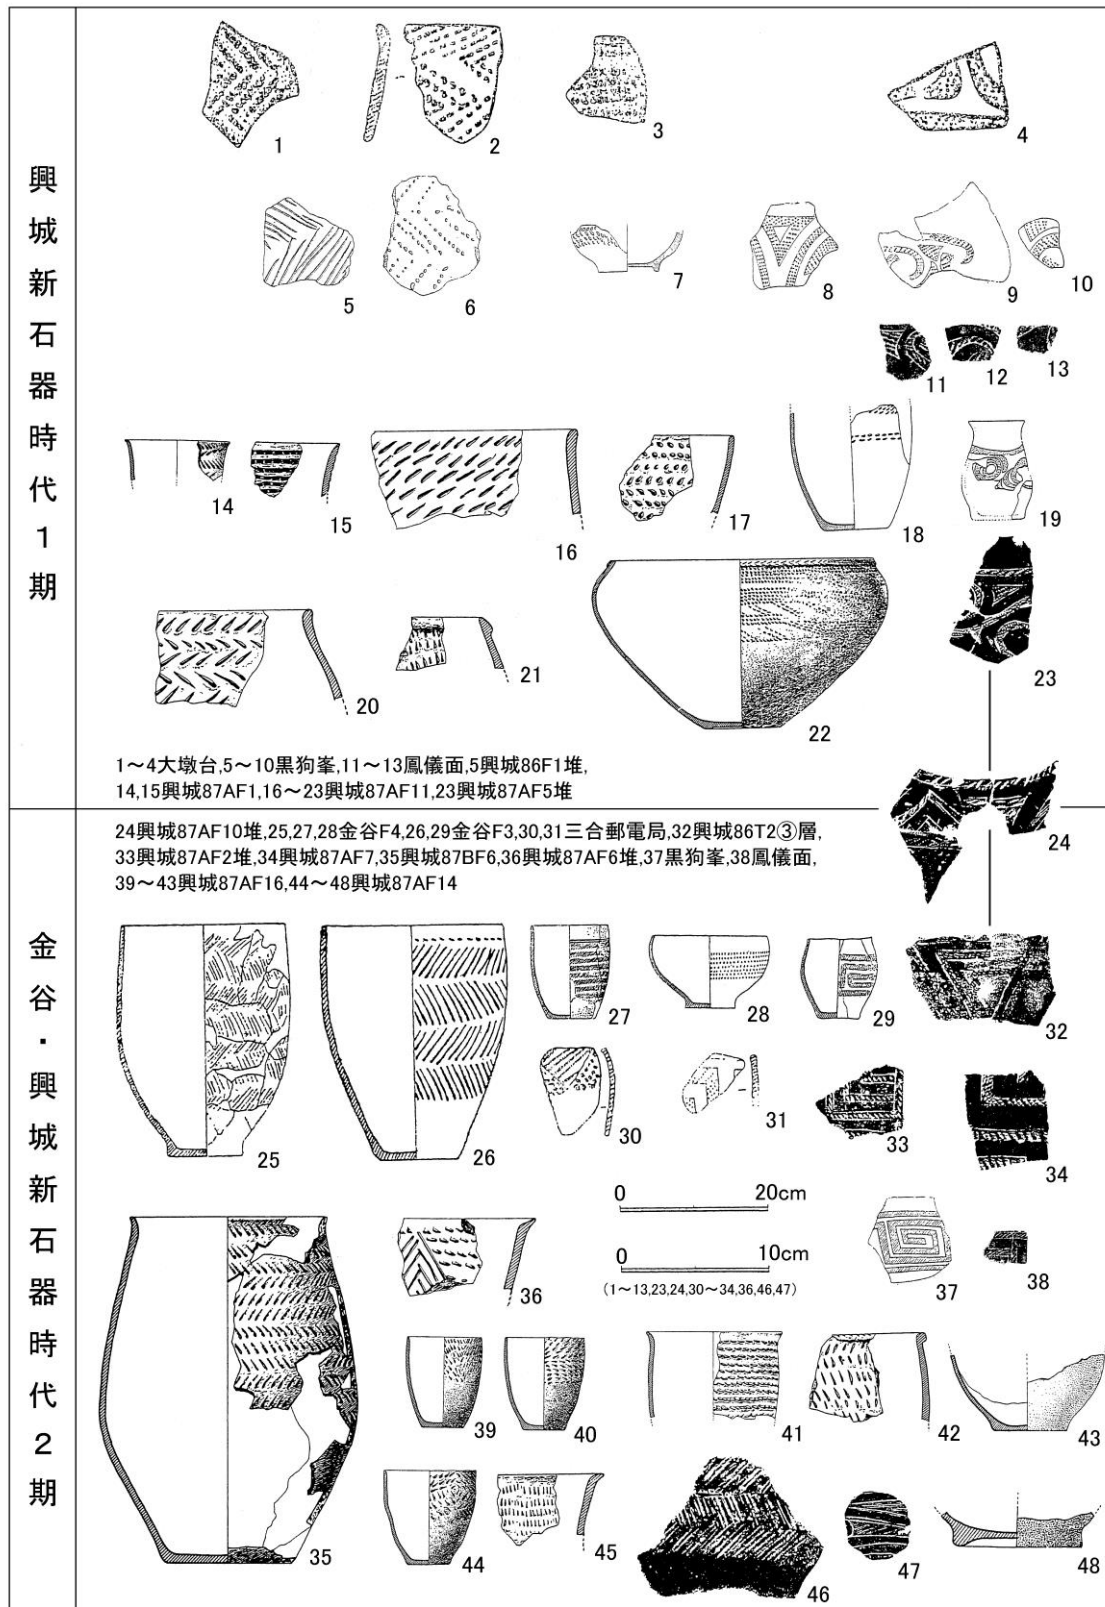 興城新石器時代1期
1 2 3 4
5 6 7 8 9 10
11 12 13
14 15 16 17 18 19
20 21 22 23
1～4大墩台,5～10黒狗峯,11～13鳳儀面,5興城86F1堆,
14,15興城87AF1,16～23興城87AF11,23興城87AF5堆
24興城87AF10堆,25,27,28金谷F4,26,29金谷F3,30,31三合郵電局,32興城86T2③層,
33興城87AF2堆,34興城87AF7,35興城87BF6,36興城87AF6堆,37黒狗峯,38鳳儀面,
39～43興城87AF16,44～48興城87AF14
24
金谷・興城新石器時代2期
25 26 27 28 29 32
30 31 33 34
0 20cm
0 10cm
(1～13,23,24,30～34,36,46,47)
35 36 37 38
39 40 41 42 43
44 45 46 47 48